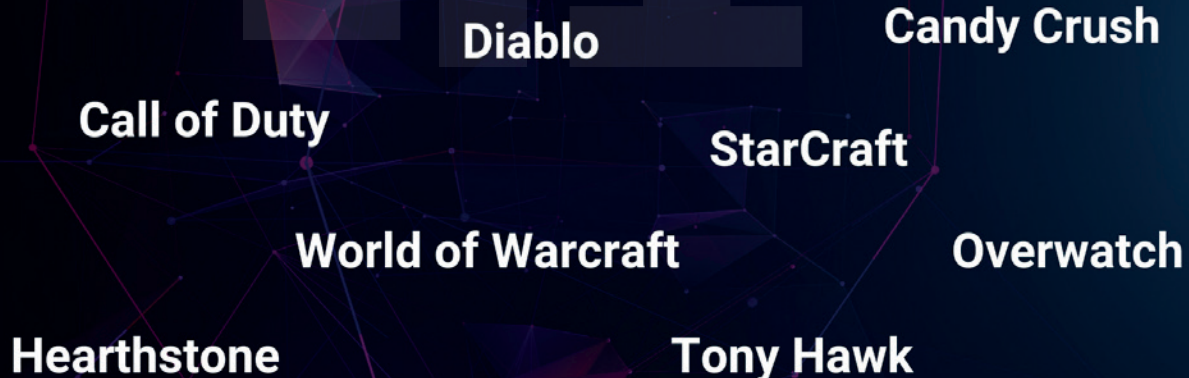 Candy Crush
Diablo
Call of Duty
StarCraft
World of Warcraft
Overwatch
Hearthstone
Tony Hawk